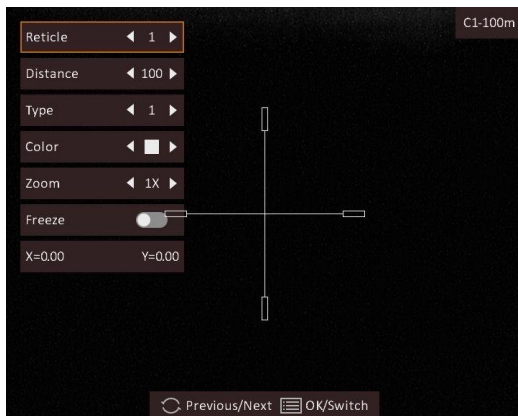 C1-100m
Reticle 1
Distance 100
Type 1
Color
Zoom 1X
Freeze
X=0.00 Y=0.00
Previous/Next OK/Switch